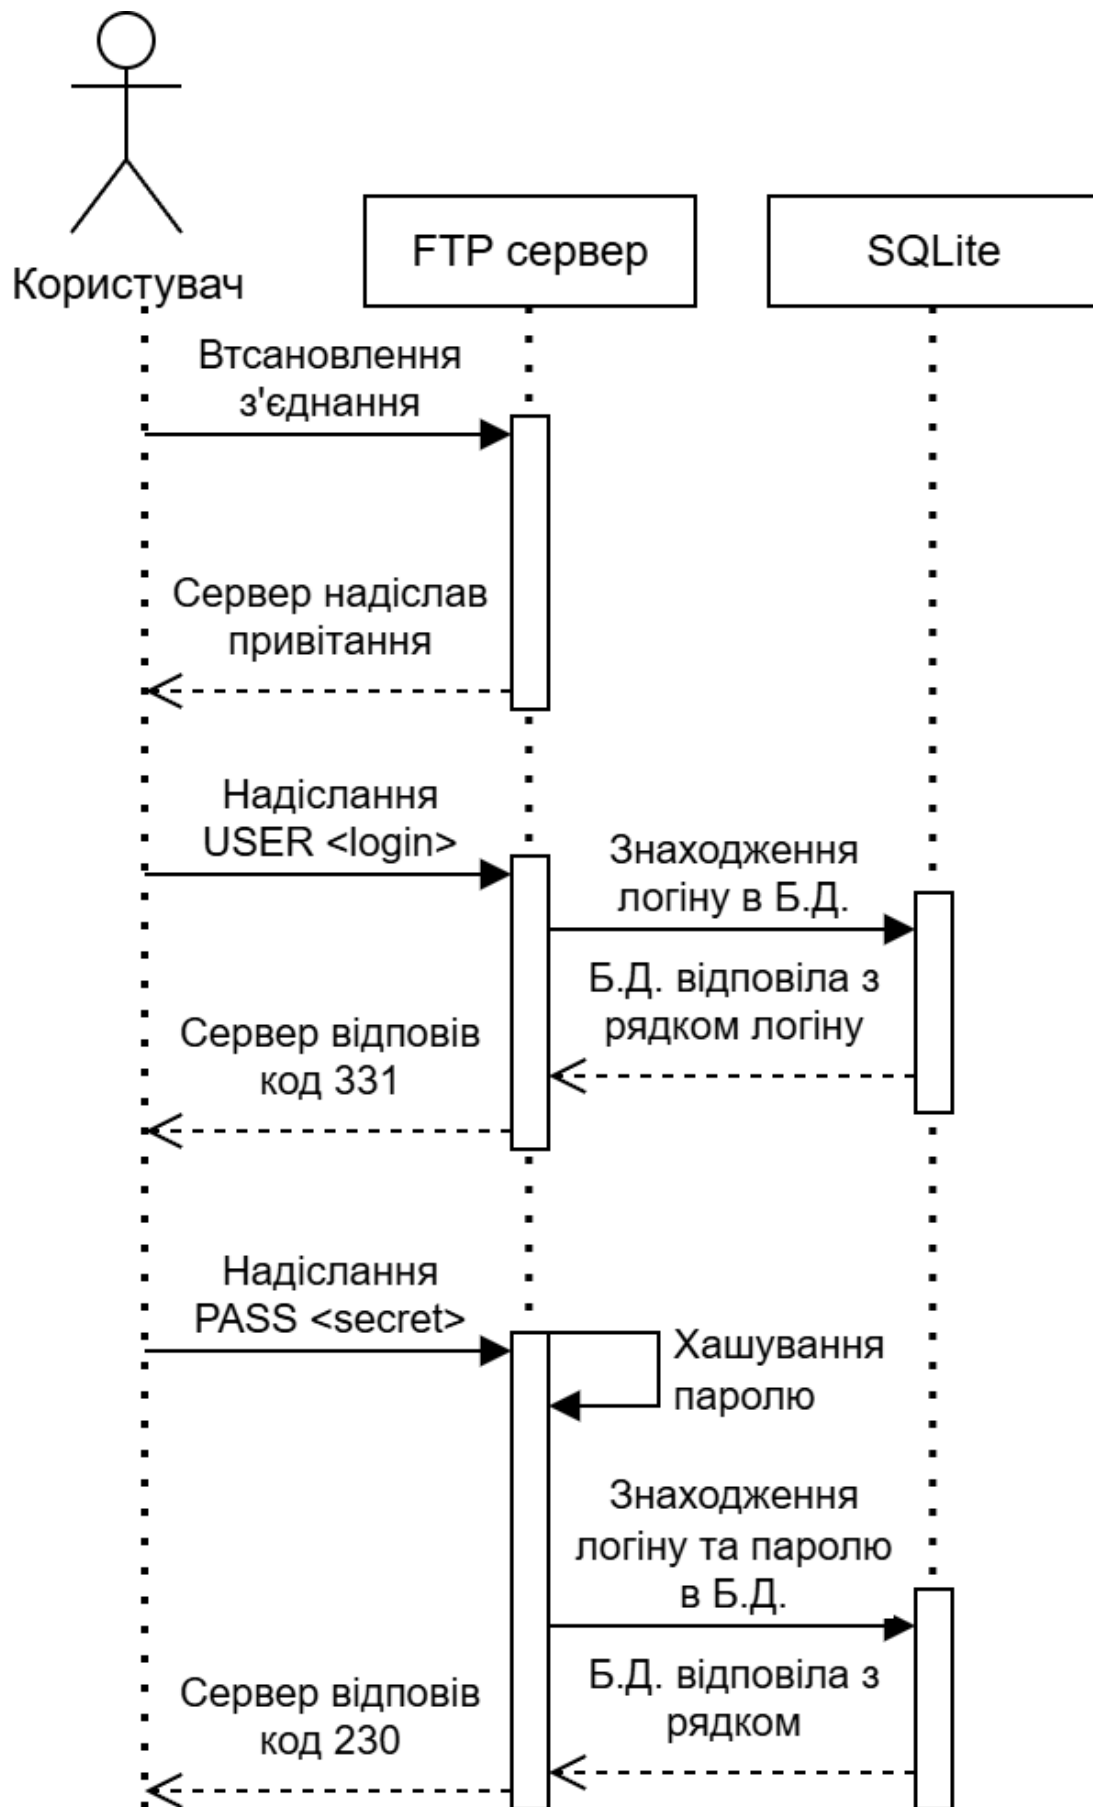 Користувач
FTP сервер
SQLite
Втсановлення
з'єднання
Сервер надіслав
привітання
Надіслання
USER <login>
Знаходження
логіну в Б.Д.
Б.Д. відповіла з
рядком логіну
Сервер відповів
код 331
Надіслання
PASS <secret>
Хашування
паролю
Знаходження
логіну та паролю
в Б.Д.
Б.Д. відповіла з
рядком
Сервер відповів
код 230